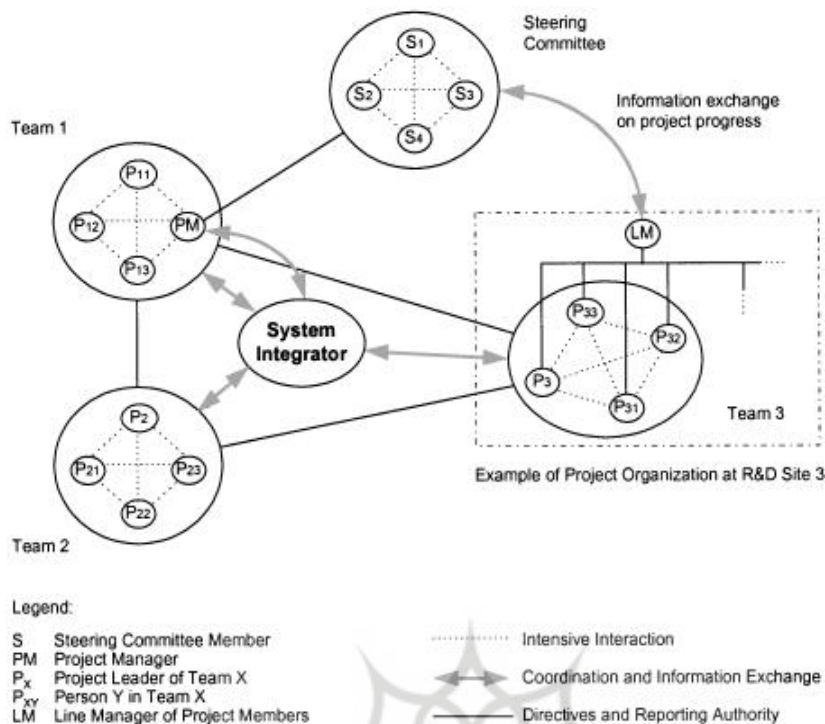 Steering
Committee
S1
S2
S3
S4
Information exchange
on project progress
Team 1
P11
P12
PM
P13
LM
System
Integrator
P33
P32
P3
P31
Team 3
Example of Project Organization at R&D Site 3
P2
P21
P23
P22
Team 2
Legend:
S Steering Committee Member
PM Project Manager
PX Project Leader of Team X
PXY Person Y in Team X
LM Line Manager of Project Members
Intensive Interaction
Coordination and Information Exchange
Directives and Reporting Authority